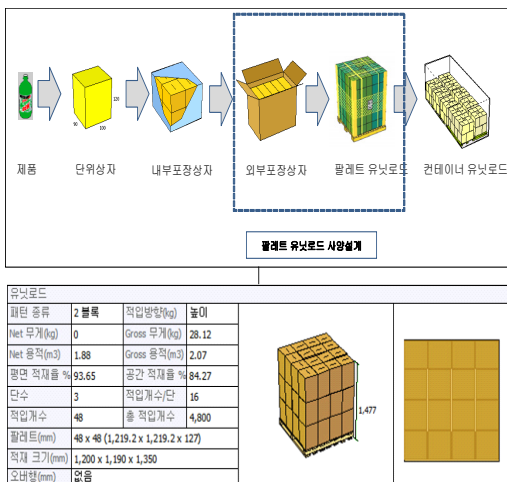 120
90
100
제품
단위상자
내부포장상자
외부포장상자
팔레트 유닛로드
컨테이너 유닛로드
팔레트 유닛로드 사양설계
유닛로드
패턴 종류 2 블록 적입방향(kg) 높이
Net 무게(kg) 0 Gross 무게(kg) 28.12
Net 용적(m3) 1.88 Gross 용적(m3) 2.07
평면 적재율 % 93.65 공간 적재율 % 84.27
단수 3 적입개수/단 16
적입개수 48 총 적입개수 4,800
팔레트(mm) 48 x 48 (1,219.2 x 1,219.2 x 127)
적재 크기(mm) 1,200 x 1,190 x 1,350
오버행(mm) 없음
1,477